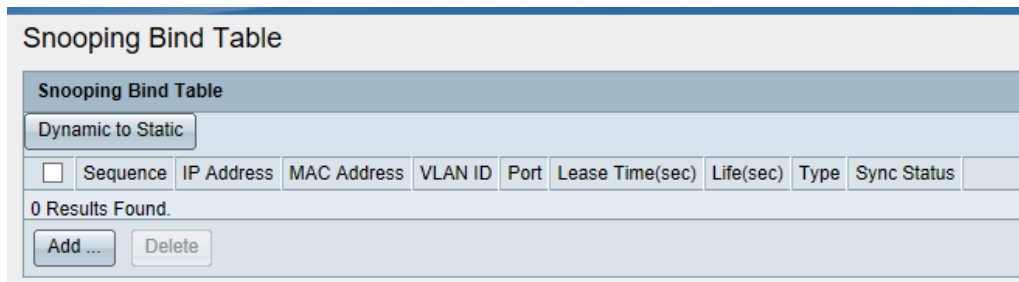 Snooping Bind Table
Snooping Bind Table
Dynamic to Static
Sequence IP Address MAC Address VLAN ID Port Lease Time(sec) Life(sec) Type Sync Status
0 Results Found.
Add ... Delete